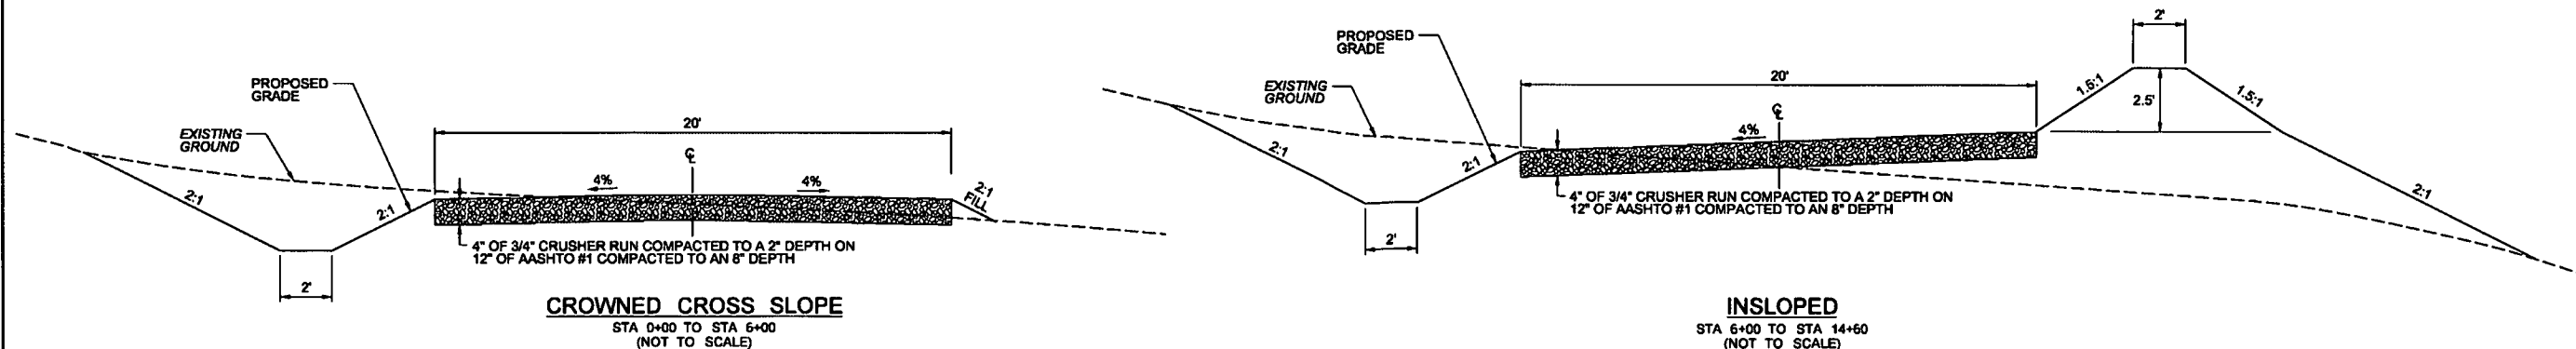 PROPOSED
GRADE
EXISTING
GROUND
20'
℄
4%
4%
2:1
2:1
2:1
FILL
4" OF 3/4" CRUSHER RUN COMPACTED TO A 2" DEPTH ON
12" OF AASHTO #1 COMPACTED TO AN 8" DEPTH
2'
CROWNED CROSS SLOPE
STA 0+00 TO STA 6+00
(NOT TO SCALE)
PROPOSED
GRADE
EXISTING
GROUND
20'
℄
4%
2'
1.5:1
2.5'
1.5:1
2:1
2:1
2:1
4" OF 3/4" CRUSHER RUN COMPACTED TO A 2" DEPTH ON
12" OF AASHTO #1 COMPACTED TO AN 8" DEPTH
2'
INSLOPED
STA 6+00 TO STA 14+60
(NOT TO SCALE)